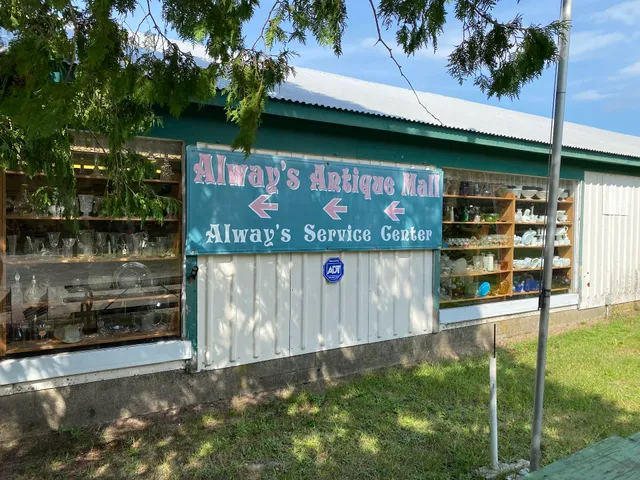 Alway's Antique Mall
Alway's Service Center
ADT